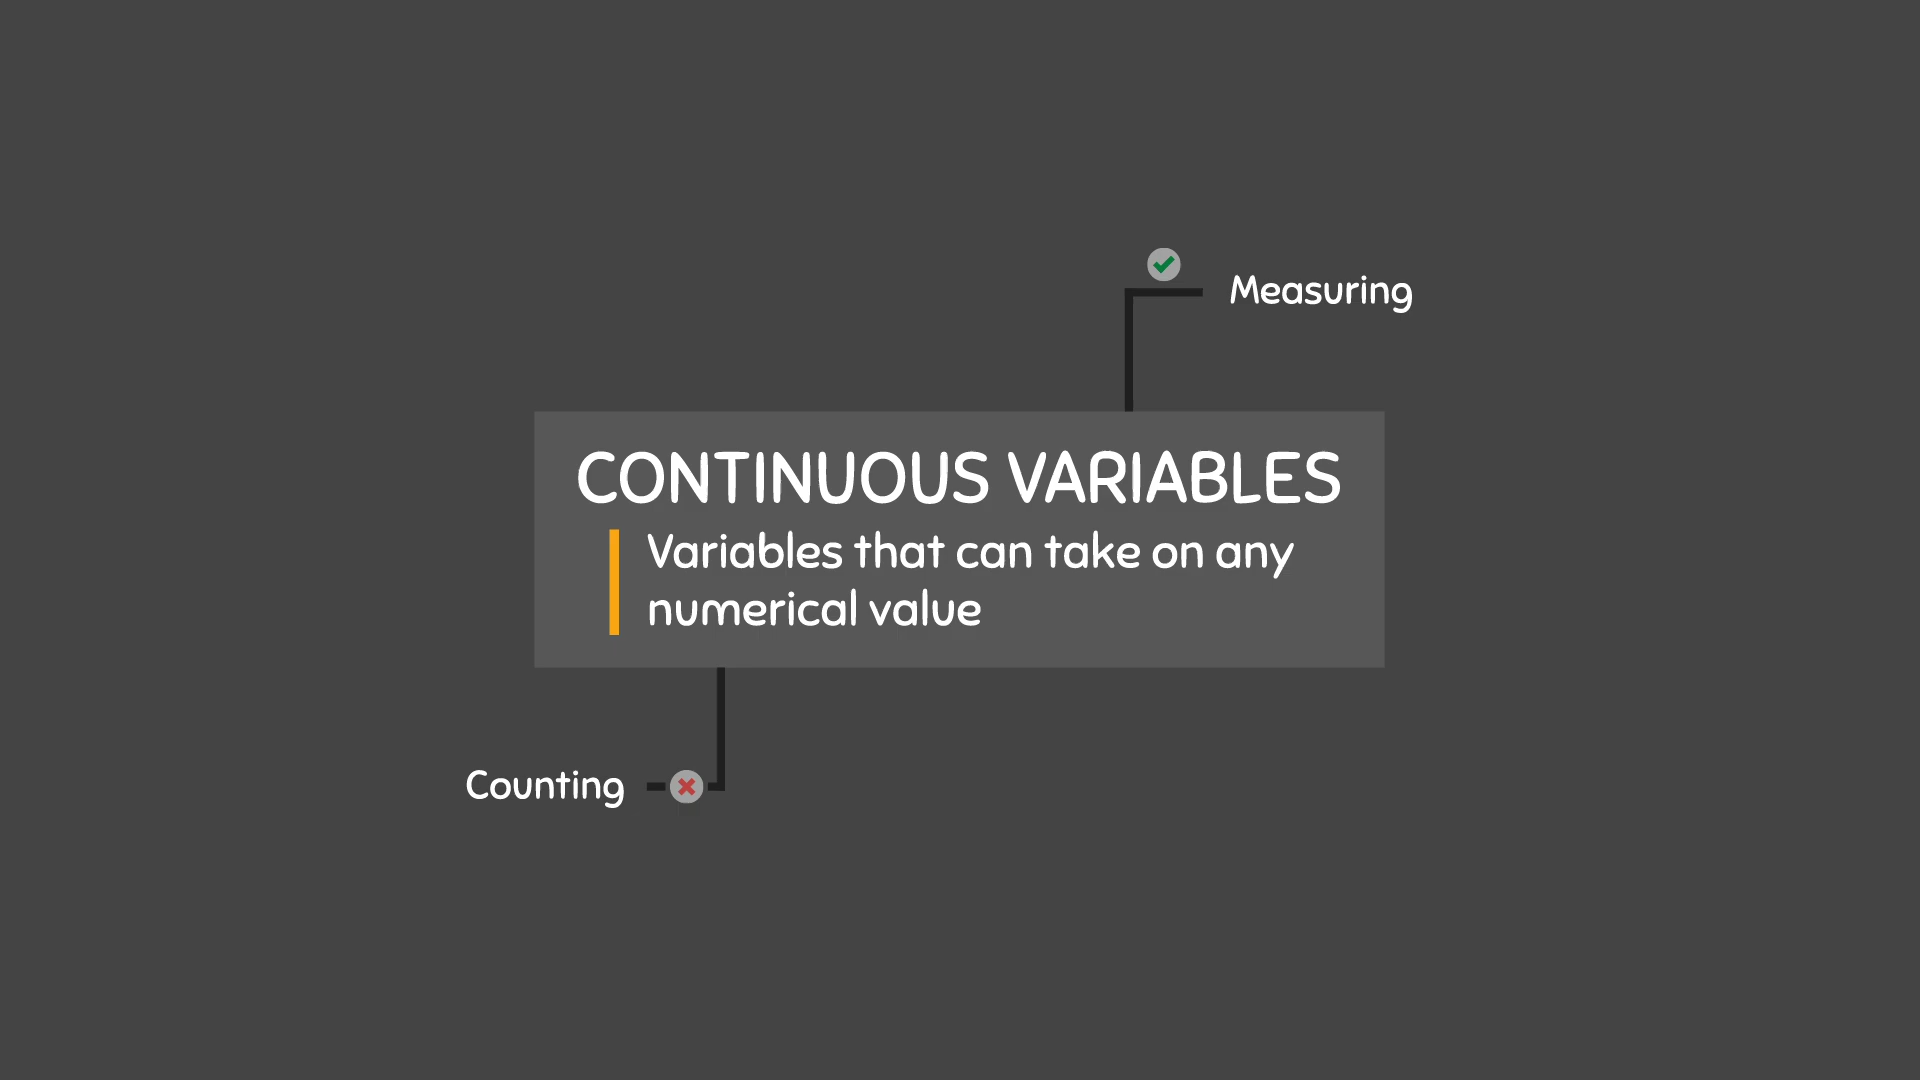 Measuring
CONTINUOUS VARIABLES
Variables that can take on any
numerical value
Counting